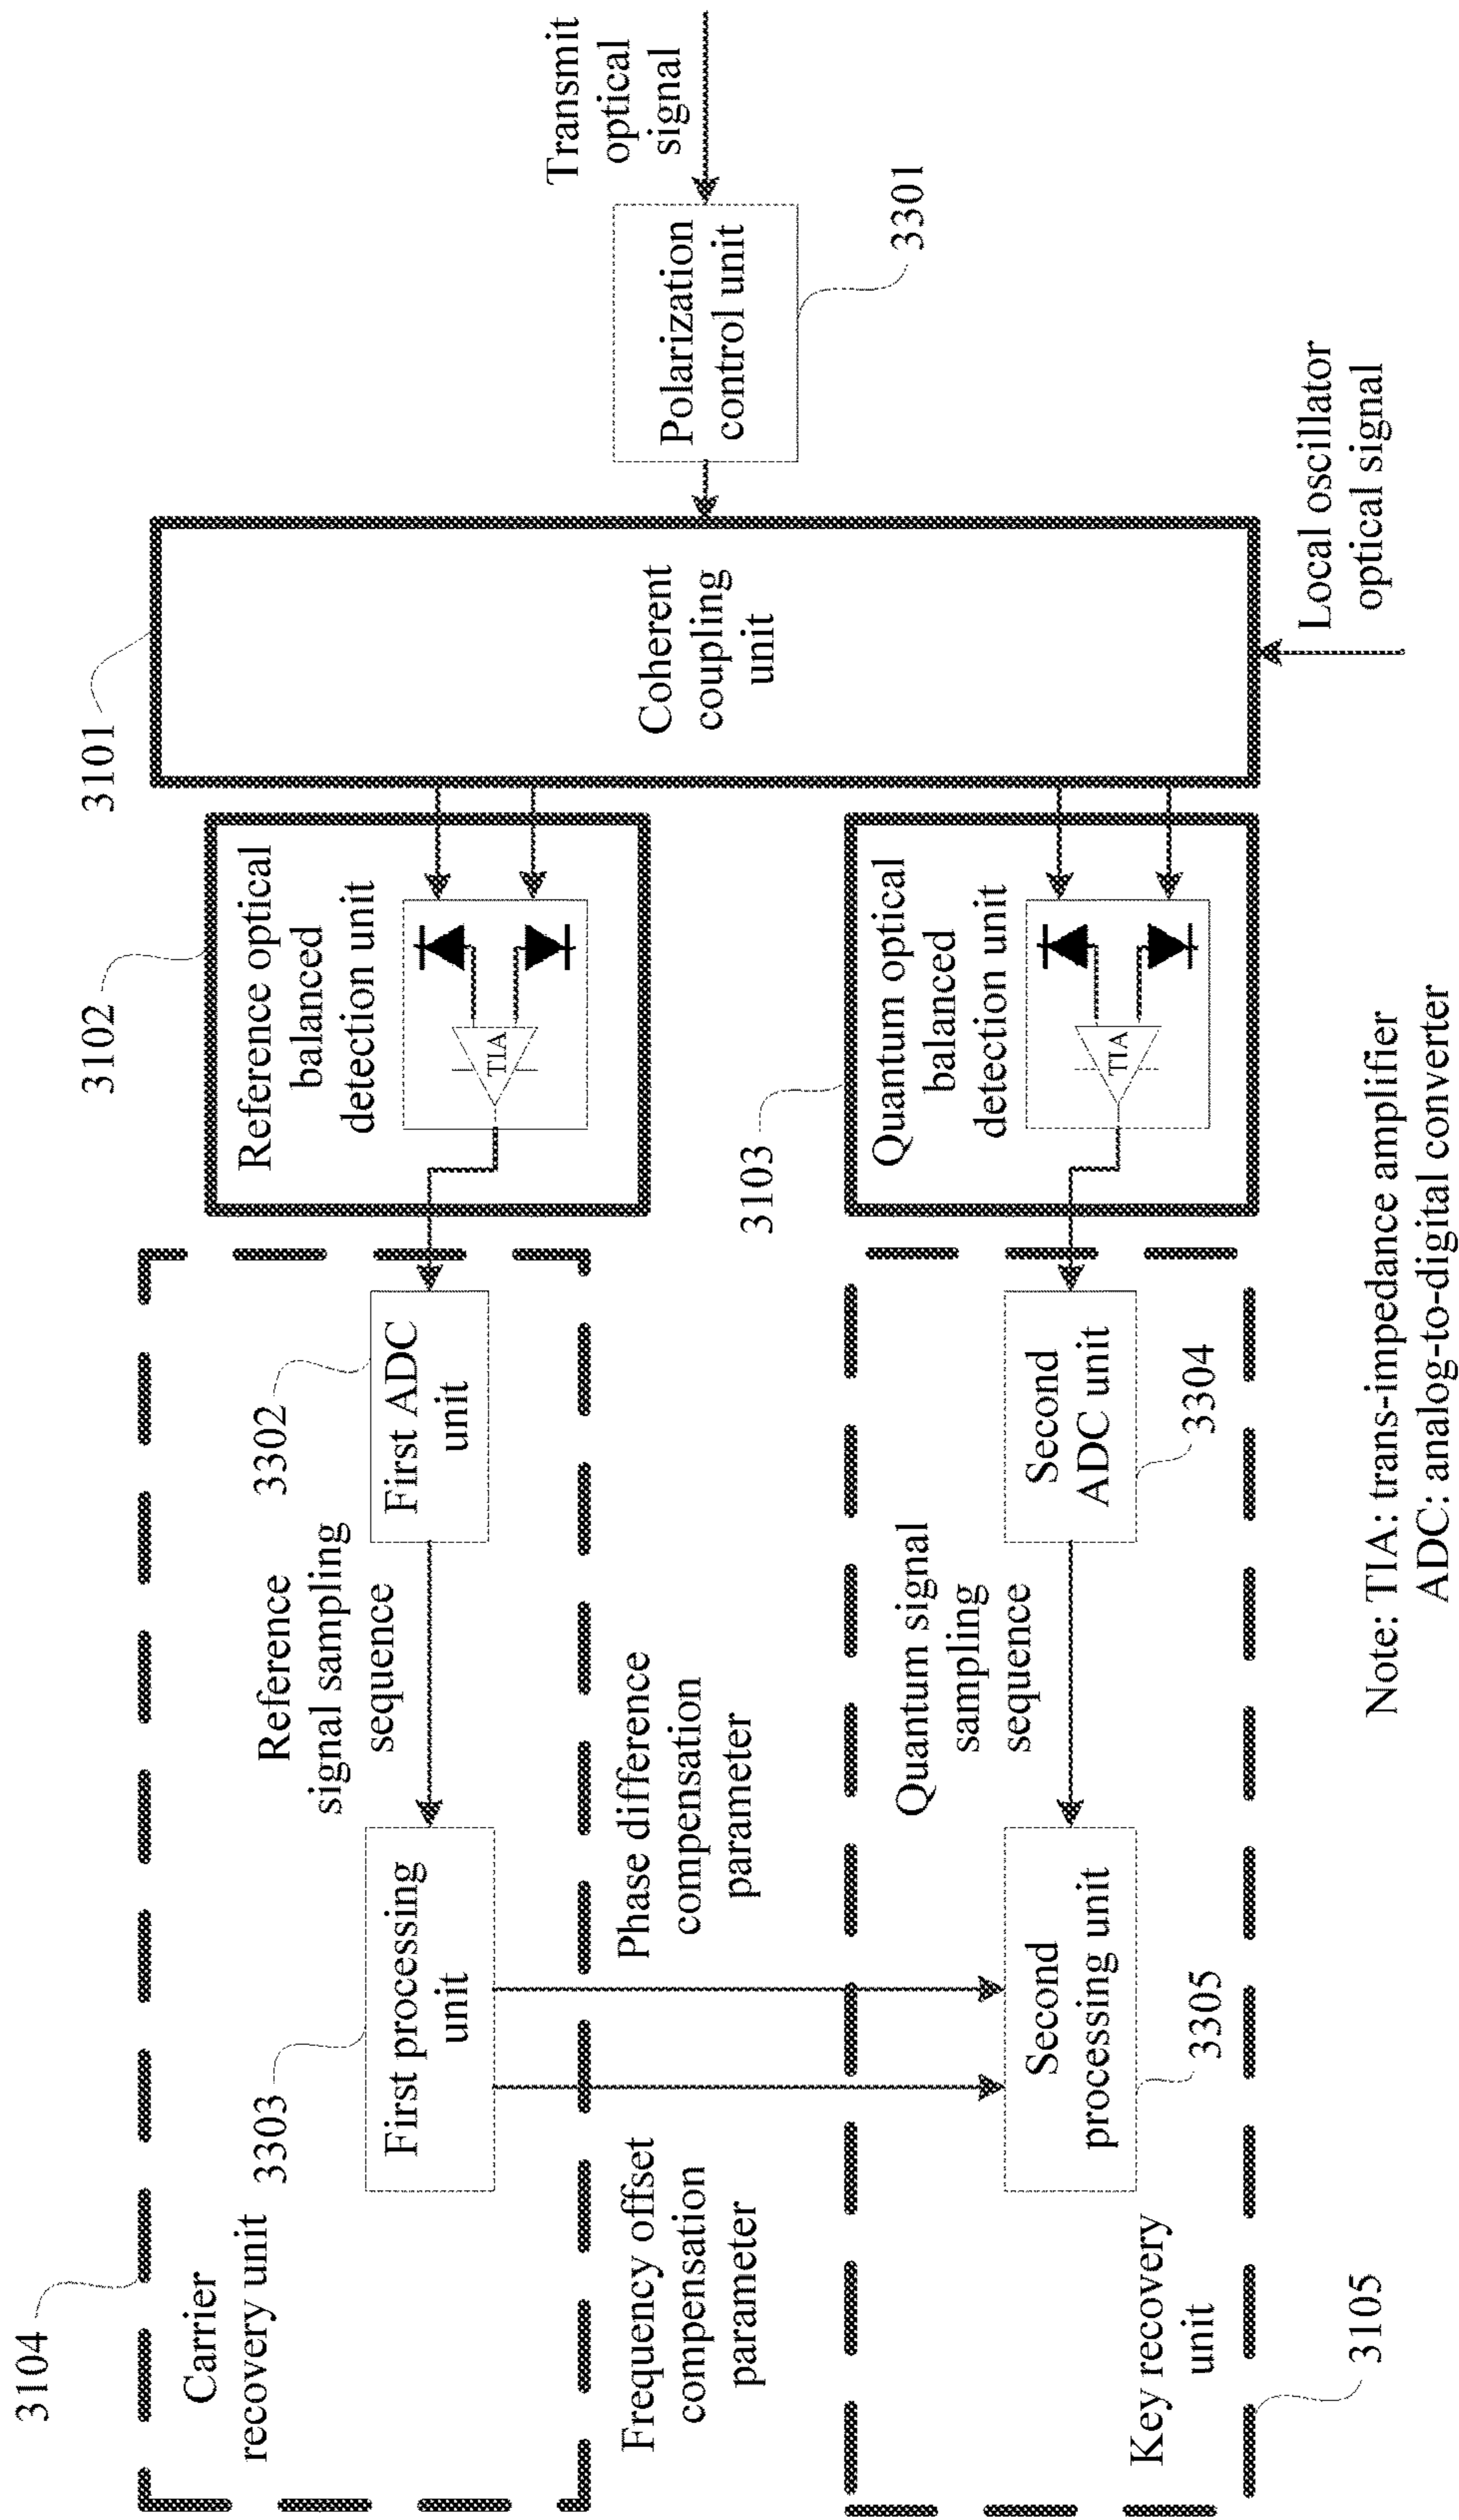 3104
Carrier
recovery unit
3303
First processing
unit
Reference
signal sampling
sequence
3302
First ADC
unit
3102
Reference optical
balanced
detection unit
TIA
3101
Coherent
coupling
unit
Transmit
optical
signal
Polarization
control unit
3301
Frequency offset
compensation
parameter
Phase difference
compensation
parameter
3103
Quantum optical
balanced
detection unit
TIA
Quantum signal
sampling
sequence
Second
ADC unit
3304
Second
processing unit
3305
Key recovery
unit
3105
Local oscillator
optical signal
Note: TIA: trans-impedance amplifier
ADC: analog-to-digital converter